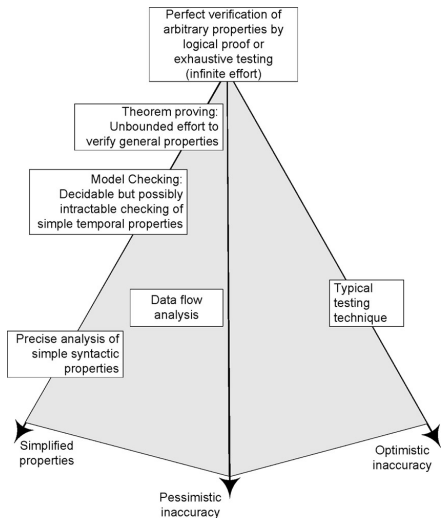 Perfect verification of
arbitrary properties by
logical proof or
exhaustive testing
(infinite effort)
Theorem proving:
Unbounded effort to
verify general properties
Model Checking:
Decidable but possibly
intractable checking of
simple temporal properties
Data flow
analysis
Typical
testing
technique
Precise analysis of
simple syntactic
properties
Simplified
properties
Optimistic
inaccuracy
Pessimistic
inaccuracy